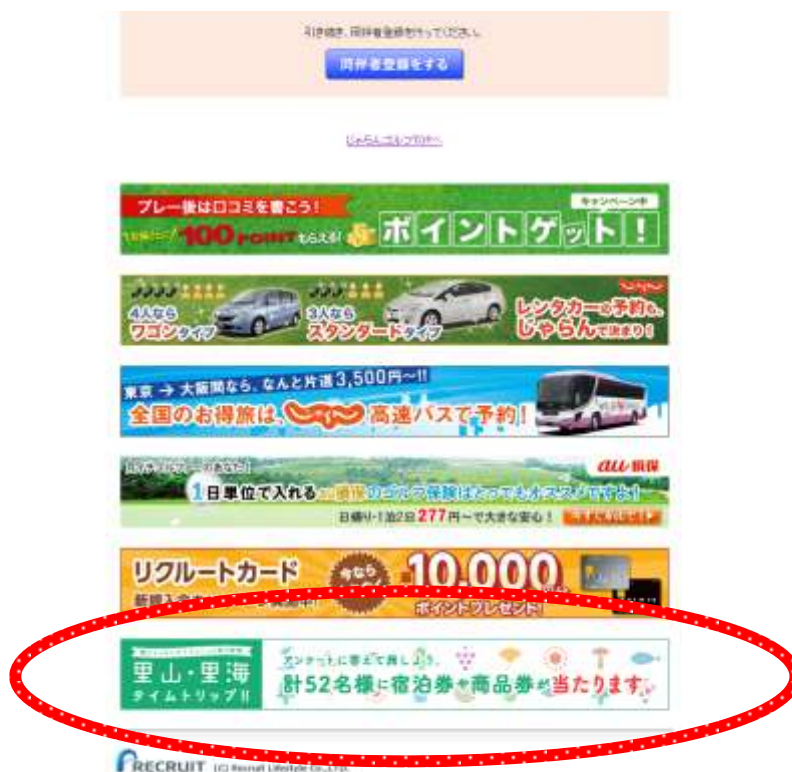 引き続き、同伴者登録を行ってください。
同伴者登録をする
じゃらんゴルフTOPへ
プレー後は口コミを書こう!
100 POINT もらえる!
キャンペーン中
ポイントゲット!
4人なら
ワゴンタイプ
3人なら
スタンダードタイプ
レンタカーの予約も、
じゃらんで決まり!
東京 → 大阪間なら、なんと片道3,500円~!!
全国のお得旅は、じゃらん 高速バスで予約!
au 損保
1日単位で入れるau損保のゴルフ保険はとってもオススメですよ!
日帰り・1泊2日277円~で大きな安心!
リクルートカード
今なら
10,000
ポイントプレゼント!
里山・里海
タイムトリップ!!
アンケートに答えて楽しもう。
計52名様に宿泊券や商品券が当たります。
RECRUIT (C) Recruit Lifestyle Co., Ltd.